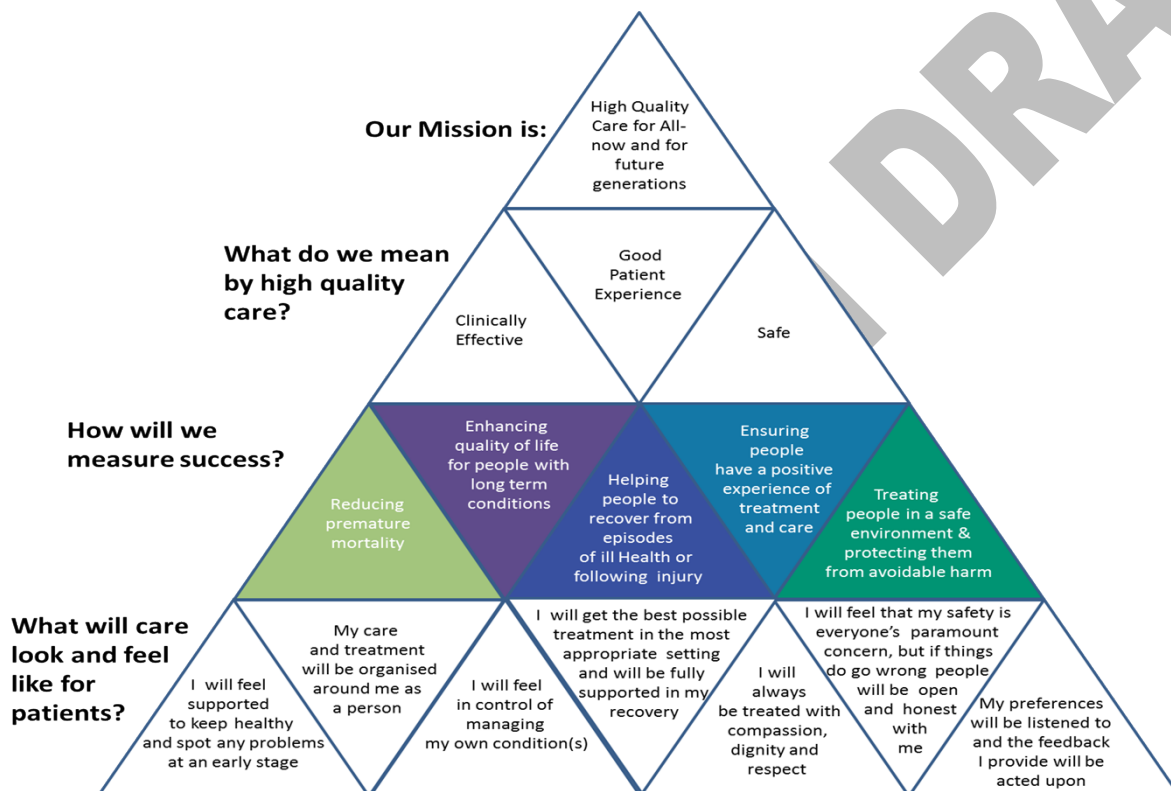 DRA
Our Mission is:
High Quality
Care for All-
now and for
future
generations
What do we mean
by high quality
care?
Clinically
Effective
Good
Patient
Experience
Safe
How will we
measure success?
Reducing
premature
mortality
Enhancing
quality of life
for people with
long term
conditions
Helping
people to
recover from
episodes
of ill Health or
following injury
Ensuring
people
have a positive
experience of
treatment
and care
Treating
people in a safe
environment &
protecting them
from avoidable harm
What will care
look and feel
like for
patients?
I will feel
supported
to keep healthy
and spot any problems
at an early stage
My care
and treatment
will be organised
around me as
a person
I will feel
in control of
managing
my own condition(s)
I will get the best possible
treatment in the most
appropriate setting
and will be fully
supported in my
recovery
I will
always
be treated with
compassion,
dignity and
respect
I will feel that my safety is
everyone's paramount
concern, but if things
do go wrong people
will be open
and honest
with
me
My preferences
will be listened to
and the feedback
I provide will be
acted upon